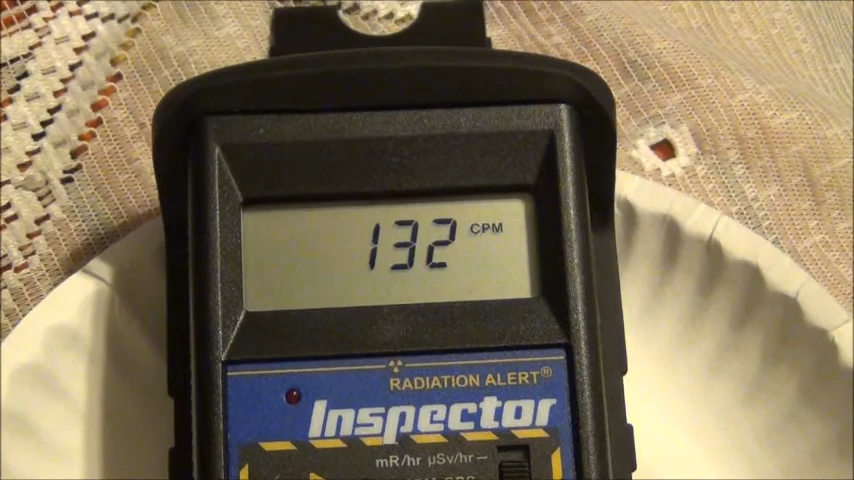 132 CPM
RADIATION ALERT®
Inspector
mR/hr µSv/hr